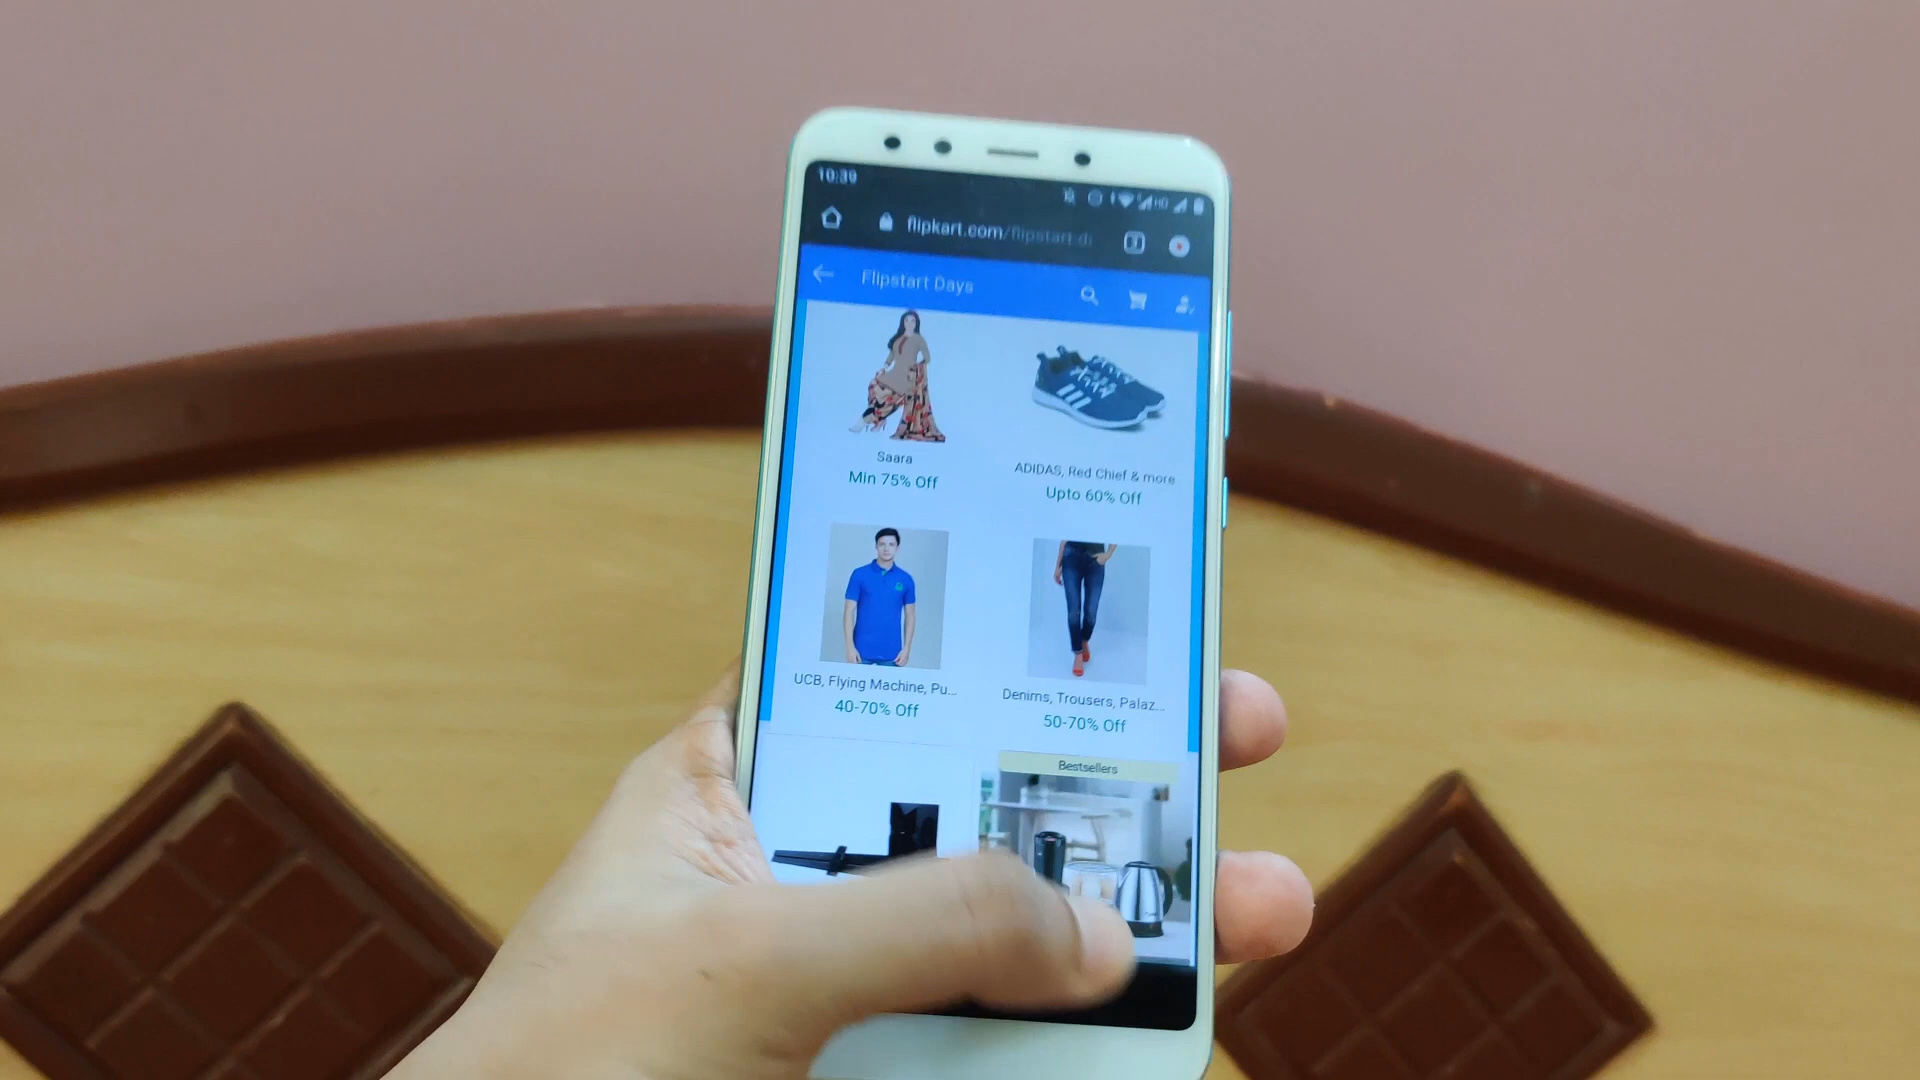 10:39
flipkart.com/flipstart-d
Flipstart Days
Saara
Min 75% Off
ADIDAS, Red Chief & more
Upto 60% Off
UCB, Flying Machine, Pu...
40-70% Off
Denims, Trousers, Palaz...
50-70% Off
Bestsellers